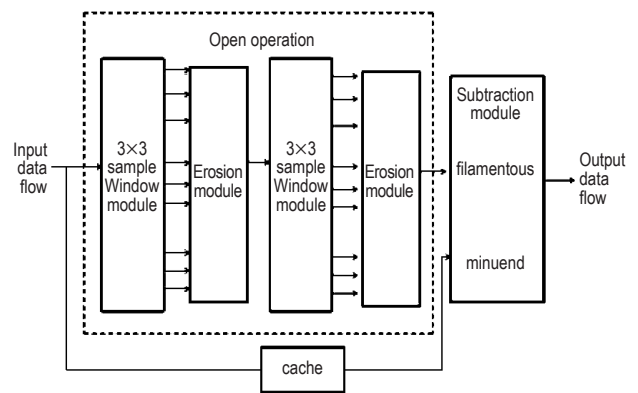 Open operation
Input
data
flow
3×3
sample
Window
module
Erosion
module
3×3
sample
Window
module
Erosion
module
Subtraction
module
filamentous
minuend
Output
data
flow
cache